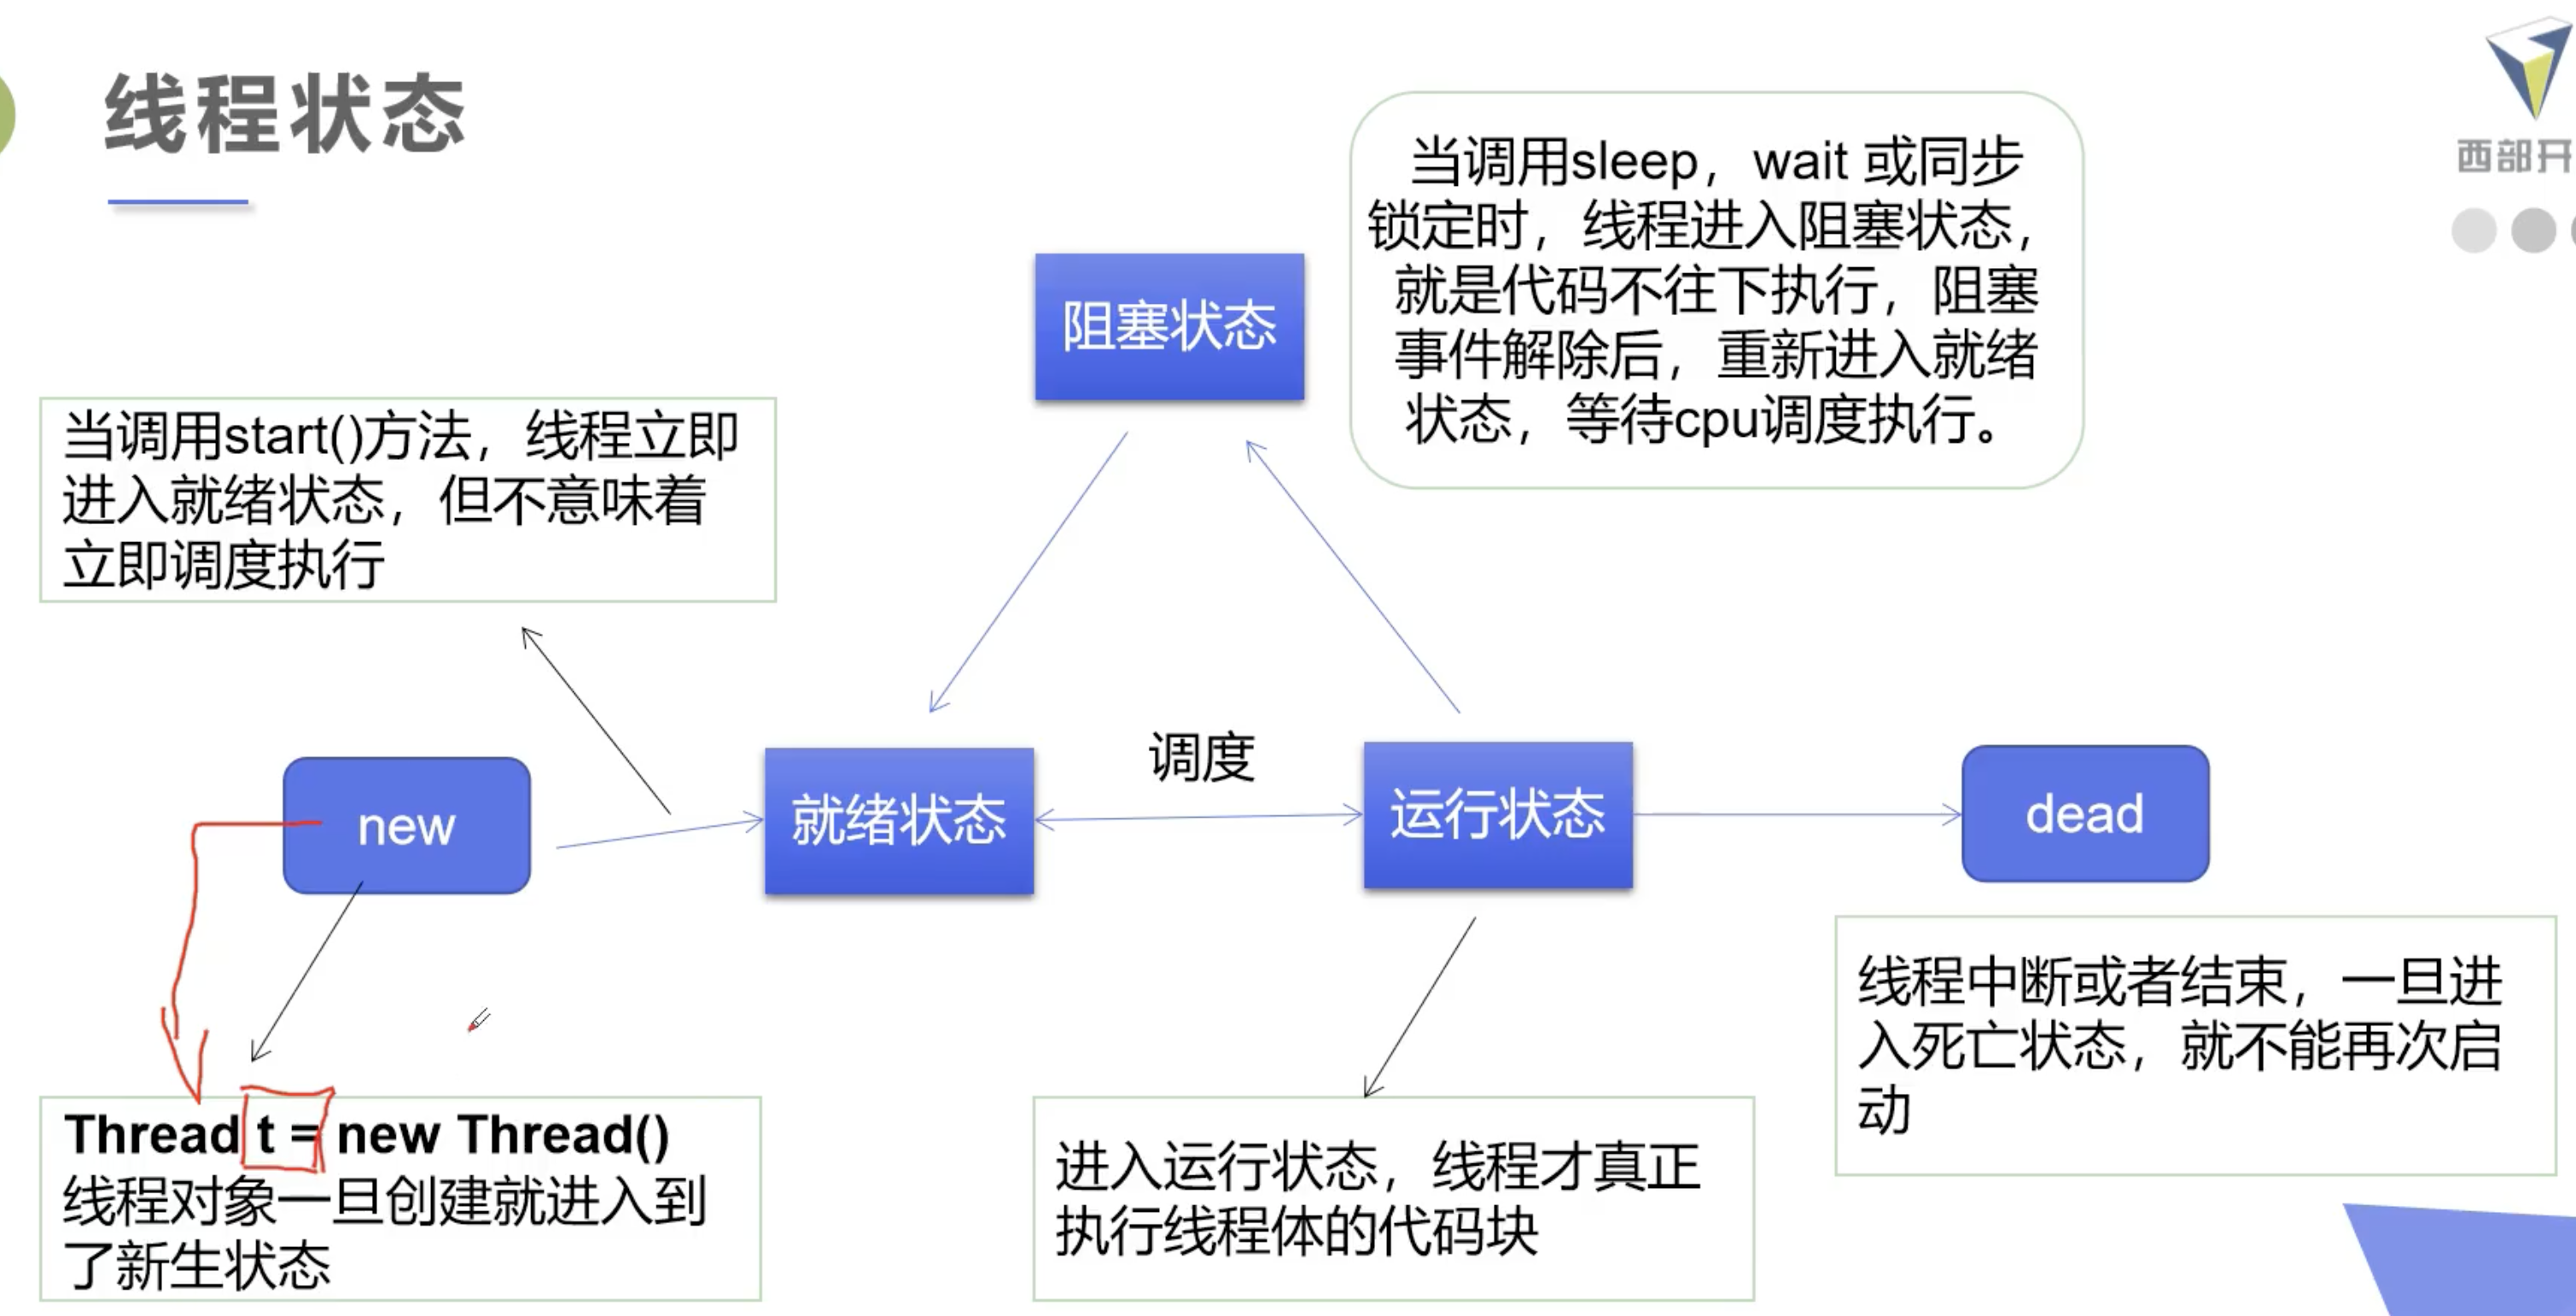 线程状态
西部开
当调用sleep，wait 或同步
锁定时，线程进入阻塞状态，
就是代码不往下执行，阻塞
事件解除后，重新进入就绪
状态，等待cpu调度执行。
阻塞状态
当调用start()方法，线程立即
进入就绪状态，但不意味着
立即调度执行
调度
new
就绪状态
运行状态
dead
线程中断或者结束，一旦进
入死亡状态，就不能再次启
动
Thread t = new Thread()
线程对象一旦创建就进入到
了新生状态
进入运行状态，线程才真正
执行线程体的代码块